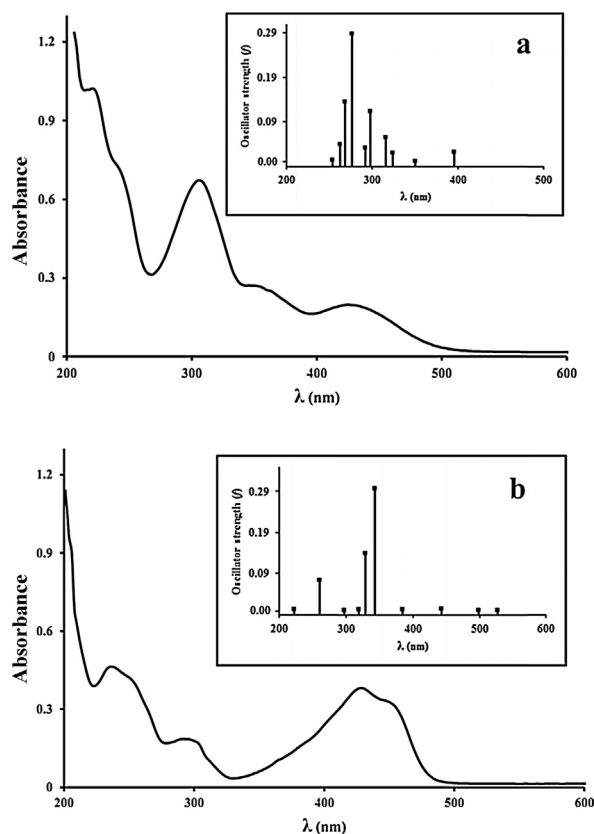 a
Oscillator strength (f)
0.29
0.19
0.09
0.00
200 300 400 500
λ (nm)
Absorbance
1.2
0.9
0.6
0.3
0
200 300 400 500 600
λ (nm)
b
Oscillator strength (f)
0.29
0.19
0.09
0.00
200 300 400 500 600
λ (nm)
Absorbance
1.2
0.9
0.6
0.3
0
200 300 400 500 600
λ (nm)